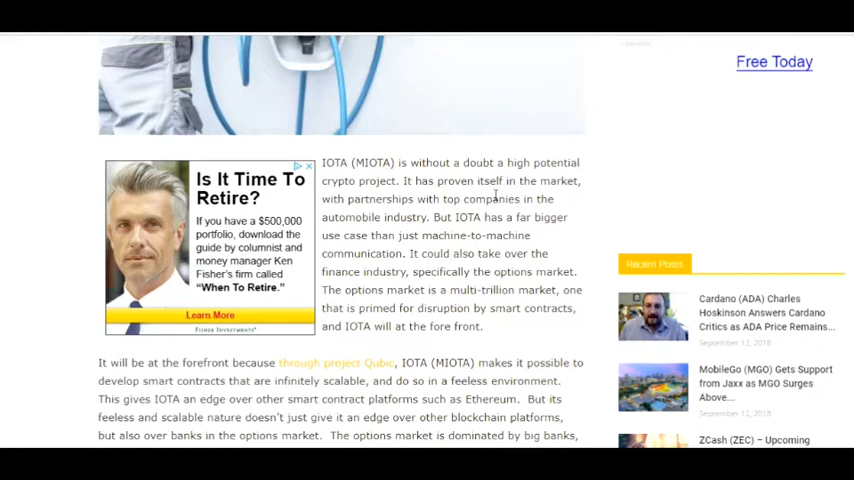 Free Today
Is It Time To
Retire?
If you have a $500,000
portfolio, download the
guide by columnist and
money manager Ken
Fisher's firm called
"When To Retire."
Learn More
FISHER INVESTMENTS®
IOTA (MIOTA) is without a doubt a high potential
crypto project. It has proven itself in the market,
with partnerships with top companies in the
automobile industry. But IOTA has a far bigger
use case than just machine-to-machine
communication. It could also take over the
finance industry, specifically the options market.
The options market is a multi-trillion market, one
that is primed for disruption by smart contracts,
and IOTA will at the fore front.
It will be at the forefront because through project Qubic, IOTA (MIOTA) makes it possible to
develop smart contracts that are infinitely scalable, and do so in a feeless environment.
This gives IOTA an edge over other smart contract platforms such as Ethereum.  But its
feeless and scalable nature doesn't just give it an edge over other blockchain platforms,
but also over banks in the options market.  The options market is dominated by big banks,
Recent Posts
Cardano (ADA) Charles
Hoskinson Answers Cardano
Critics as ADA Price Remains...
September 12, 2018
MobileGo (MGO) Gets Support
from Jaxx as MGO Surges
Above...
September 12, 2018
ZCash (ZEC) – Upcoming